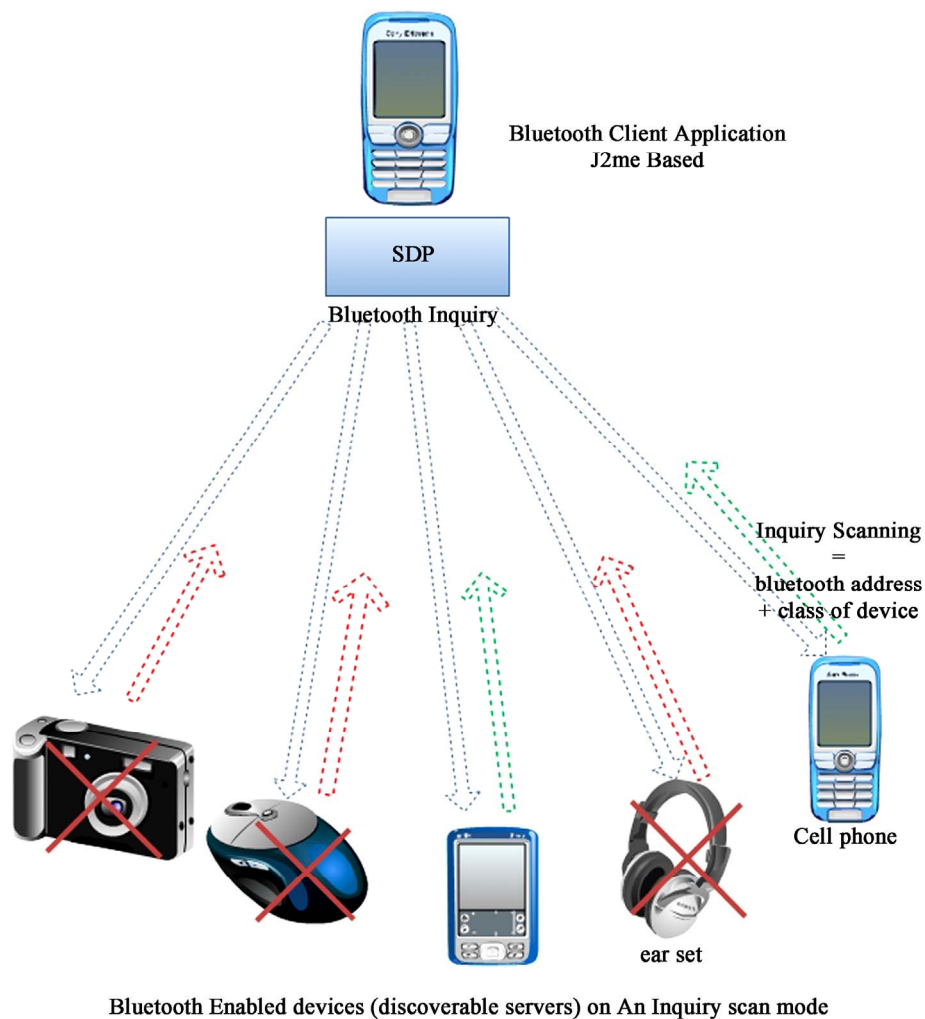 Bluetooth Client Application
J2me Based
SDP
Bluetooth Inquiry
Inquiry Scanning
=
bluetooth address
+ class of device
Cell phone
ear set
Bluetooth Enabled devices (discoverable servers) on An Inquiry scan mode